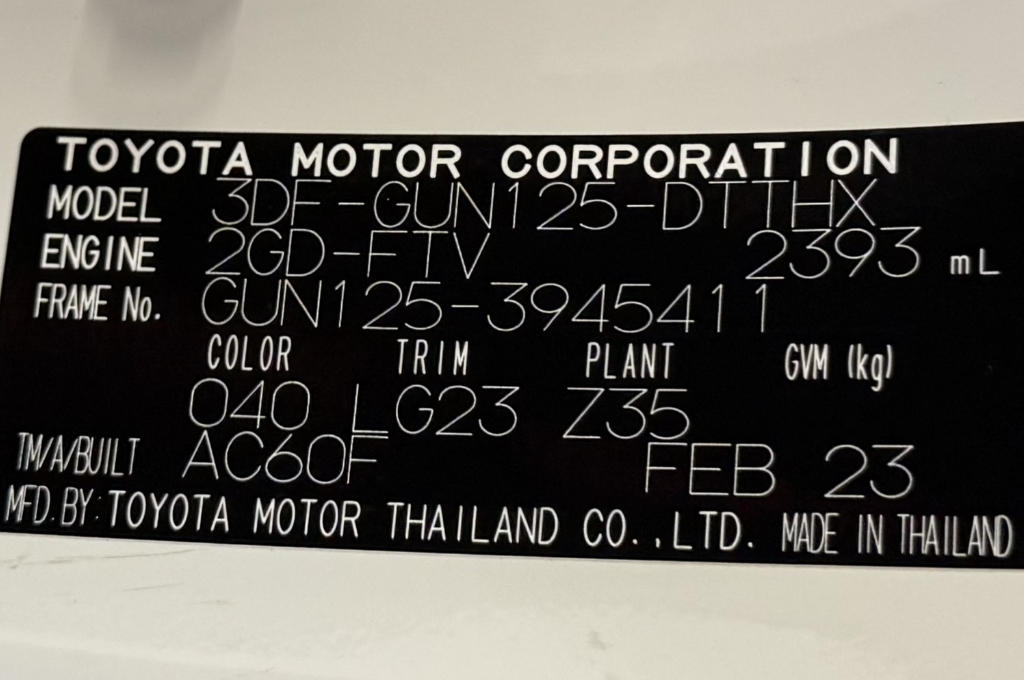 TOYOTA MOTOR CORPORATION
MODEL 3DF-GUN125-DTTHX
ENGINE 2GD-FTV 2393 mL
FRAME No. GUN125-3945411
COLOR TRIM PLANT GVM (kg)
040 LG23 Z35
TM/A/BUILT AC60F FEB 23
MFD. BY: TOYOTA MOTOR THAILAND CO.,LTD. MADE IN THAILAND